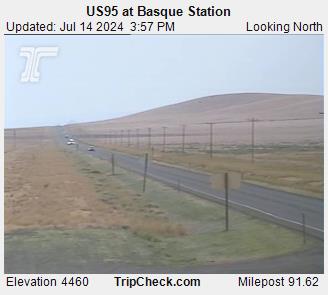 US95 at Basque Station
Updated: Jul 14 2024 3:57 PM Looking North
Elevation 4460 TripCheck.com Milepost 91.62